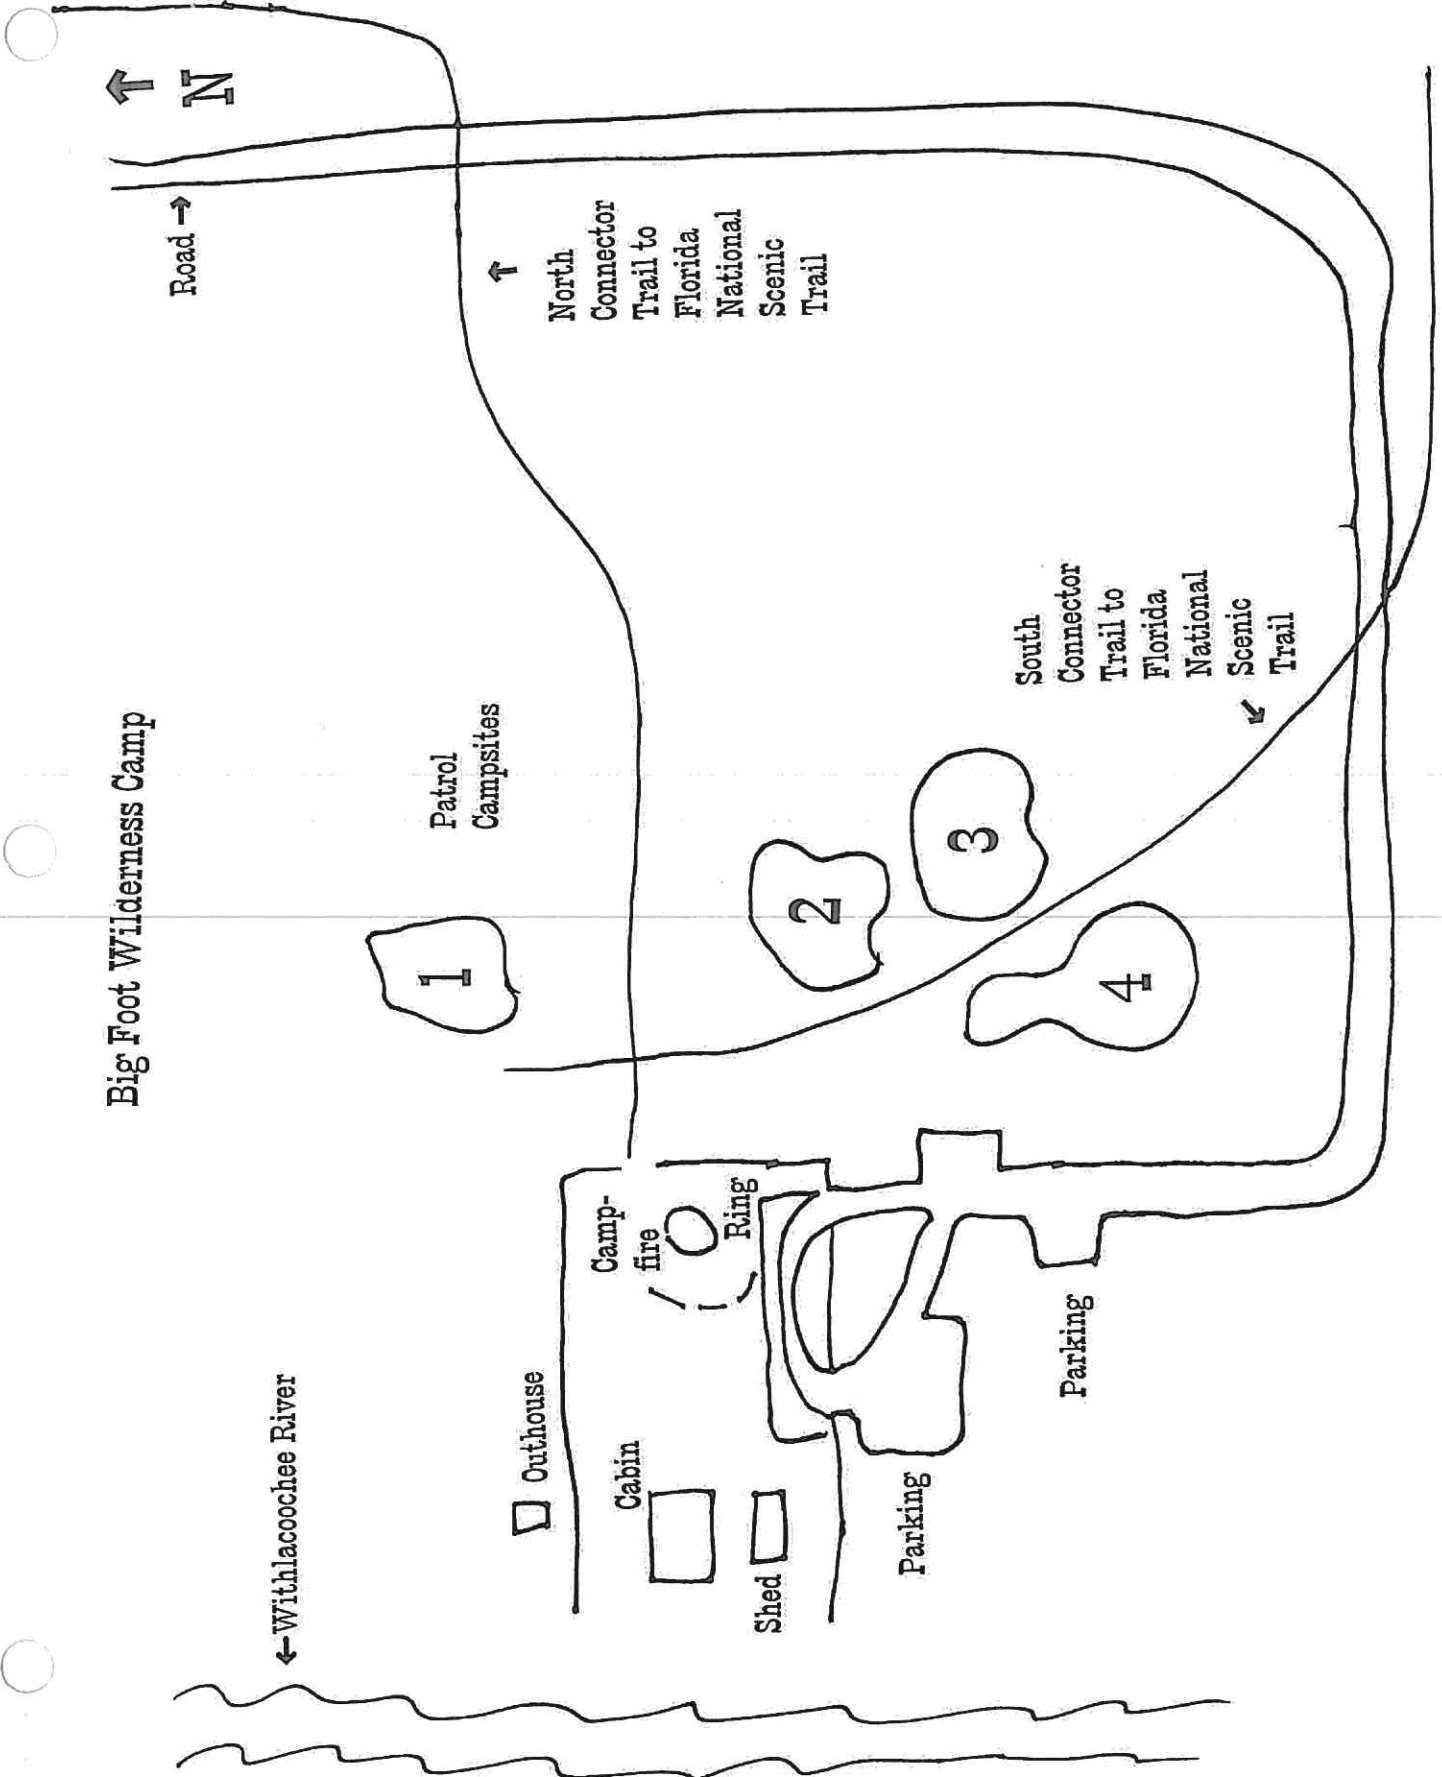 Big Foot Wilderness Camp
N
←Withlacoochee River
Patrol
Campsites
1
Road →
Outhouse
North
Connector
Trail to
Florida
National
Scenic
Trail
Cabin
Camp-
fire
Ring
Shed
2
3
4
South
Connector
Trail to
Florida
National
Scenic
Trail
Parking
Parking